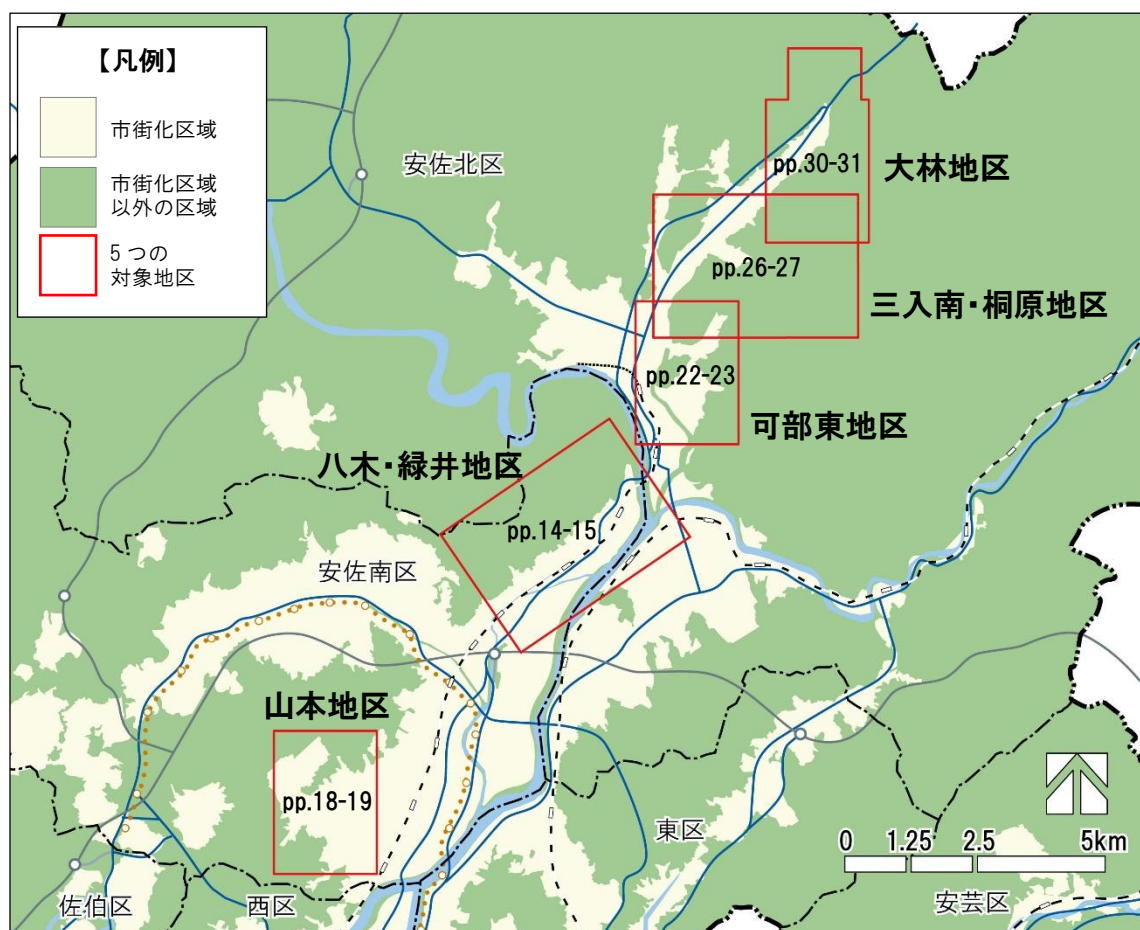 【凡例】
市街化区域
市街化区域
以外の区域
5つの
対象地区
安佐北区
pp.30-31
大林地区
pp.26-27
三入南・桐原地区
pp.22-23
可部東地区
八木・緑井地区
pp.14-15
安佐南区
山本地区
pp.18-19
東区
0 1.25 2.5 5km
佐伯区
西区
安芸区